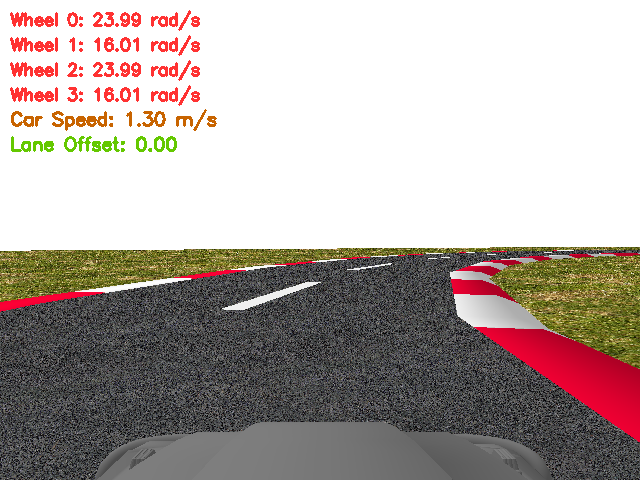 Wheel 0: 23.99 rad/s
Wheel 1: 16.01 rad/s
Wheel 2: 23.99 rad/s
Wheel 3: 16.01 rad/s
Car Speed: 1.30 m/s
Lane Offset: 0.00